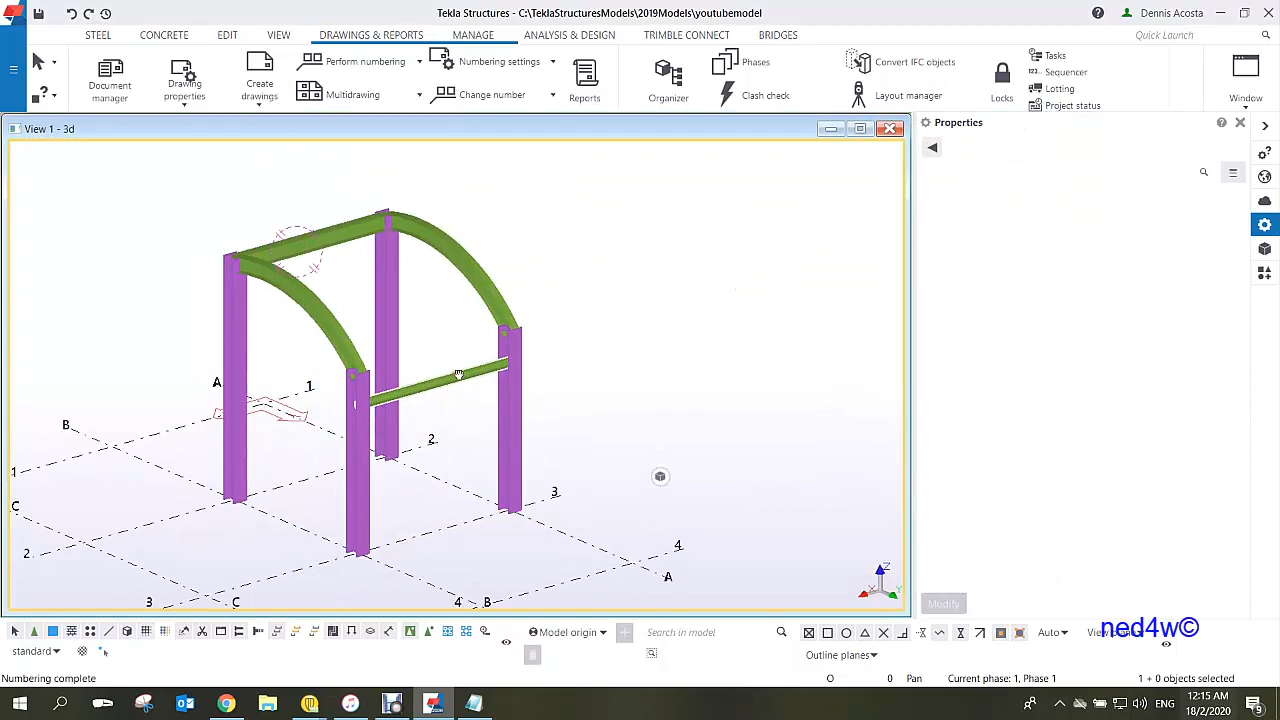 Tekla Structures - C:\TeklaStructuresModels\2019Models\youtubemodel
Dennis Acosta
STEEL CONCRETE EDIT VIEW DRAWINGS & REPORTS MANAGE ANALYSIS & DESIGN TRIMBLE CONNECT BRIDGES Quick Launch
Document manager
Drawing properties
Create drawings
Perform numbering
Multidrawing
Numbering settings
Change number
Reports
Organizer
Phases
Clash check
Convert IFC objects
Layout manager
Locks
Tasks
Sequencer
Lotting
Project status
Window
View 1 - 3d
Properties
A
1
B
2
1
C
3
2
4
A
3
C
4
B
Z
Modify
ned4w©
Model origin
Search in model
Auto
standard
Outline planes
Numbering complete
O 0 Pan Current phase: 1, Phase 1 1 + 0 objects selected
ENG
12:15 AM
18/2/2020